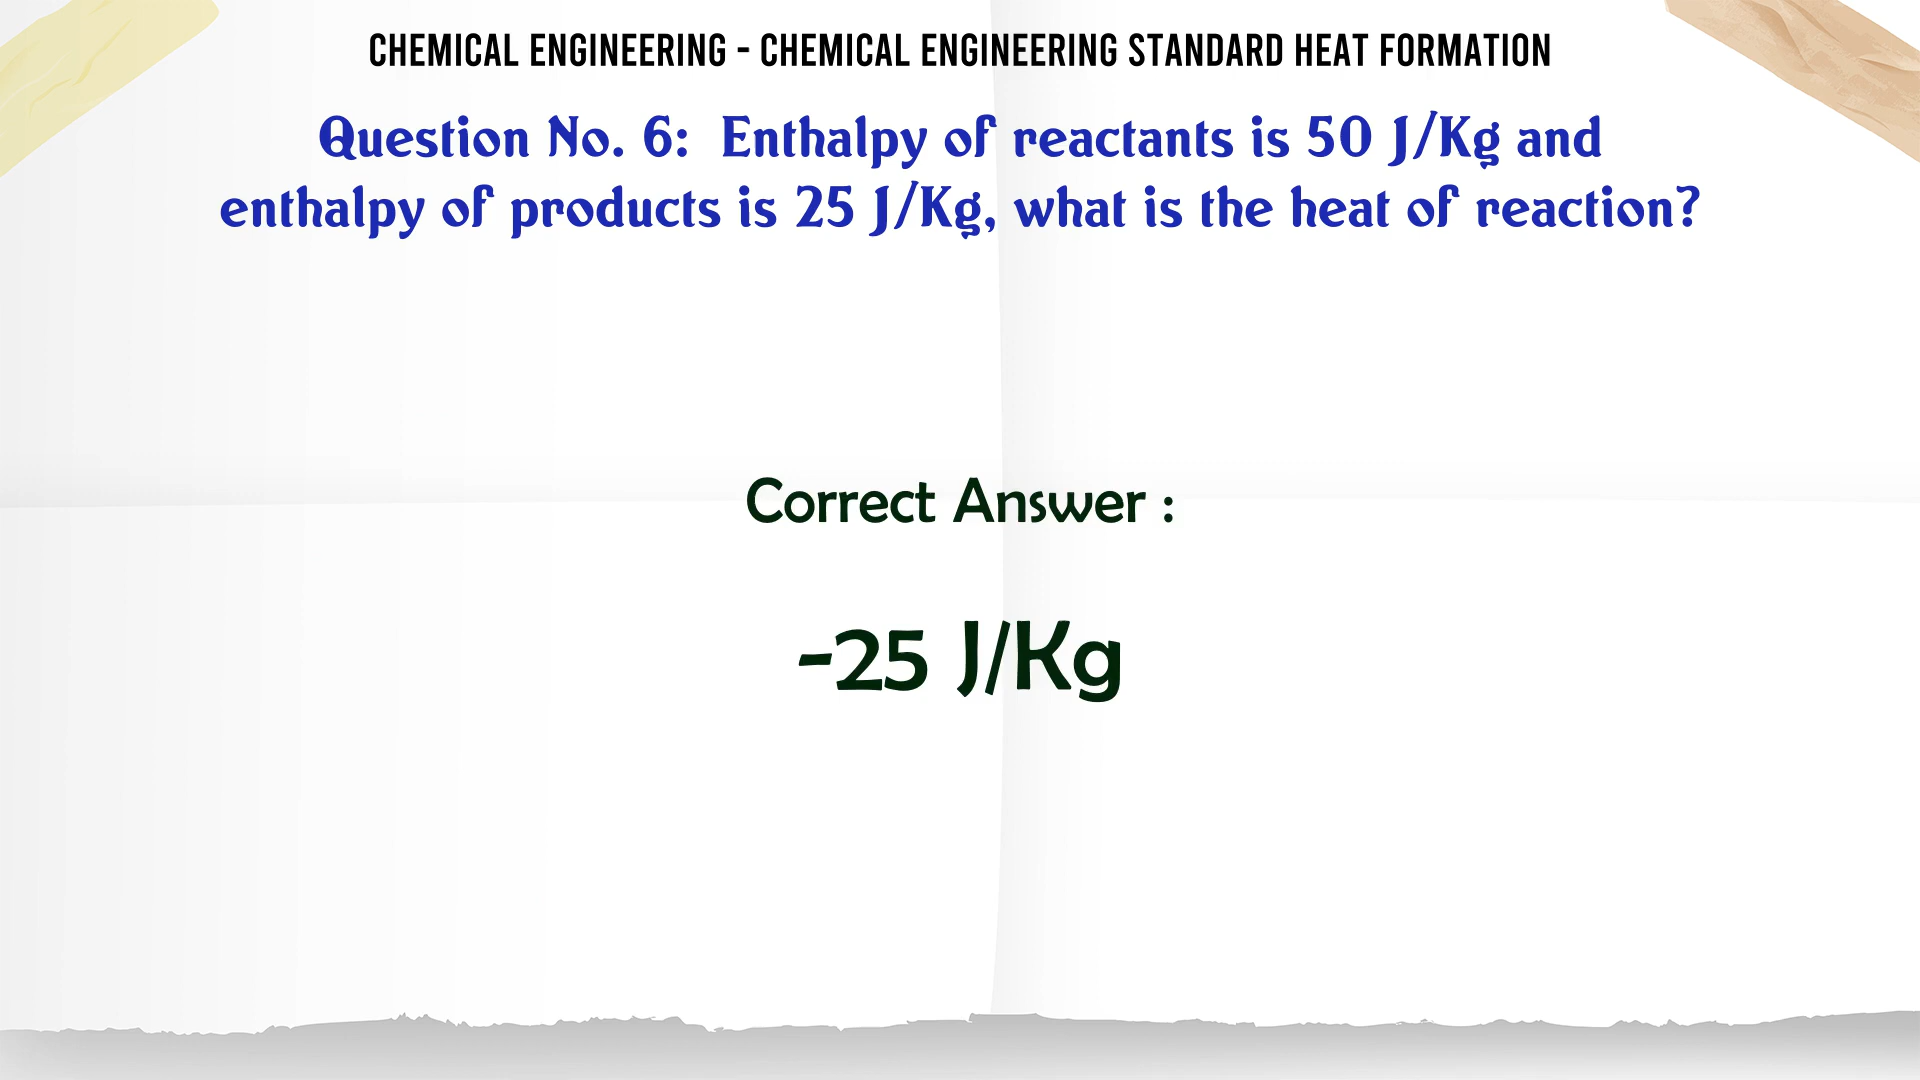 CHEMICAL ENGINEERING - CHEMICAL ENGINEERING STANDARD HEAT FORMATION
Question No. 6: Enthalpy of reactants is 50 J/Kg and
enthalpy of products is 25 J/Kg, what is the heat of reaction?
Correct Answer :
-25 J/Kg